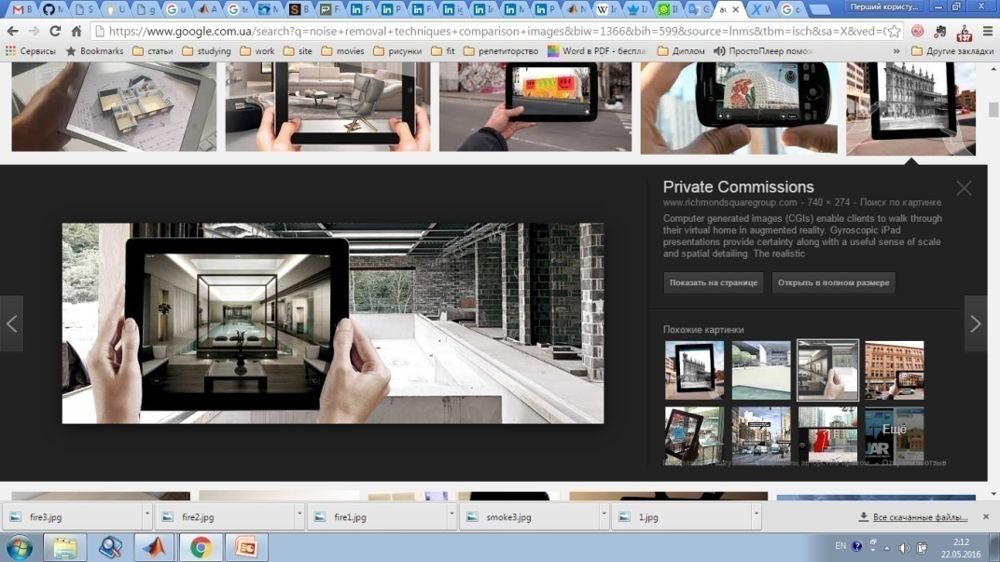 Перший користу...
https://www.google.com.ua/search?q=noise+removal+techniques+comparison+images&biw=1366&bih=599&source=lnms&tbm=isch&sa=X&ved=
137
Сервисы Bookmarks статьи studying work site movies рисунки fit репетиторство Word в PDF - беспла Диплом ПростоПлеер помо » Другие закладки
Private Commissions
www.richmondsquaregroup.com - 740 × 274 - Поиск по картинке
Computer generated images (CGIs) enable clients to walk through
their virtual home in augmented reality. Gyroscopic iPad
presentations provide certainty along with a useful sense of scale
and spatial detailing. The realistic
Показать на странице Открыть в полном размере
Похожие картинки
Ещё
fire3.jpg fire2.jpg fire1.jpg smoke3.jpg 1.jpg Все скачанные файлы...
EN 2:12
22.05.2016